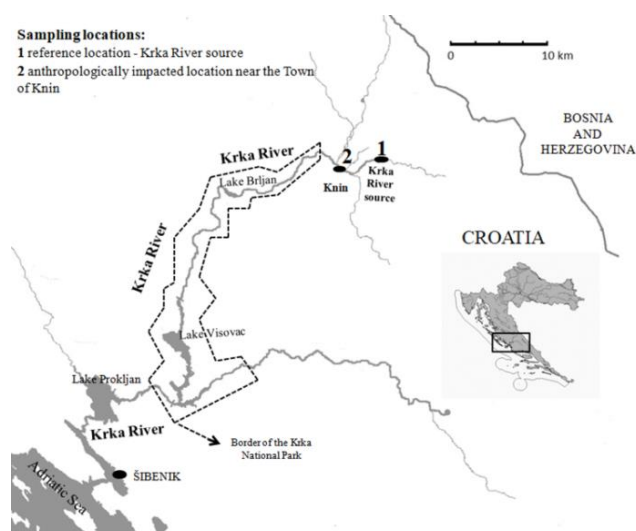 Sampling locations:
1 reference location - Krka River source
2 anthropologically impacted location near the Town
of Knin
10 km
BOSNIA
AND
HERZEGOVINA
Krka River
2
1
Knin
Krka
River
source
Lake Brljan
Krka River
CROATIA
Lake Visovac
Lake Prokljan
Krka River
Border of the Krka
National Park
Adriatic Sea
ŠIBENIK